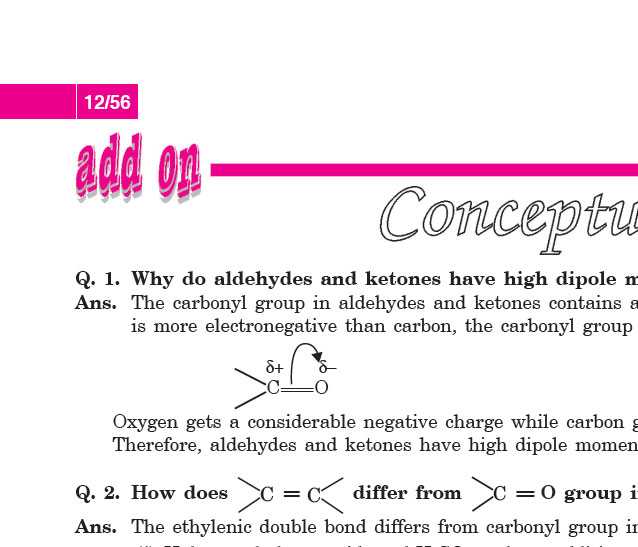 12/56
add on
Conceptu
Q. 1. Why do aldehydes and ketones have high dipole m
Ans. The carbonyl group in aldehydes and ketones contains a
is more electronegative than carbon, the carbonyl group
δ+ δ–
C=O
Oxygen gets a considerable negative charge while carbon g
Therefore, aldehydes and ketones have high dipole momen
Q. 2. How does >C = C< differ from >C = O group i
Ans. The ethylenic double bond differs from carbonyl group in